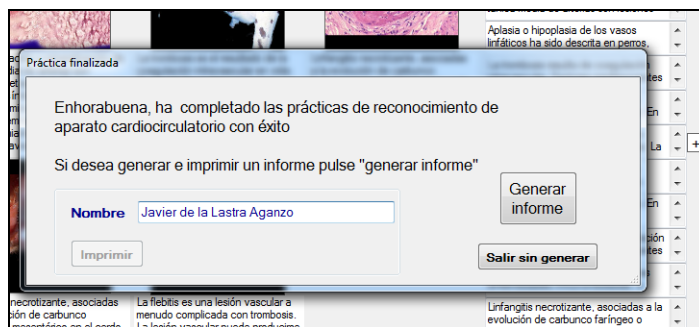 Aplasia o hipoplasia de los vasos
linfáticos ha sido descrita en perros,
Práctica finalizada
Enhorabuena, ha completado las prácticas de reconocimiento de
aparato cardiocirculatorio con éxito
Si desea generar e imprimir un informe pulse "generar informe"
Nombre Javier de la Lastra Aganzo
Generar
informe
Imprimir
Salir sin generar
En
La
En
necrotizante, asociadas
ción de carbunco
La flebitis es una lesión vascular a
menudo complicada con trombosis.
Linfangitis necrotizante, asociadas a la
evolución de carbunco faríngeo o